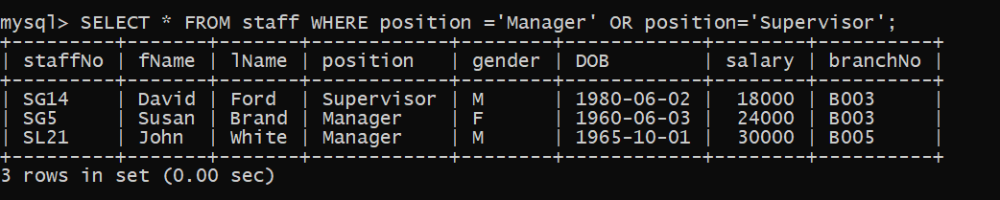 mysql> SELECT * FROM staff WHERE position ='Manager' OR position='Supervisor';
+---------+-------+-------+------------+--------+------------+--------+----------+
| staffNo | fName | lName | position   | gender | DOB        | salary | branchNo |
+---------+-------+-------+------------+--------+------------+--------+----------+
| SG14    | David | Ford  | Supervisor | M      | 1980-06-02 |  18000 | B003     |
| SG5     | Susan | Brand | Manager    | F      | 1960-06-03 |  24000 | B003     |
| SL21    | John  | White | Manager    | M      | 1965-10-01 |  30000 | B005     |
+---------+-------+-------+------------+--------+------------+--------+----------+
3 rows in set (0.00 sec)